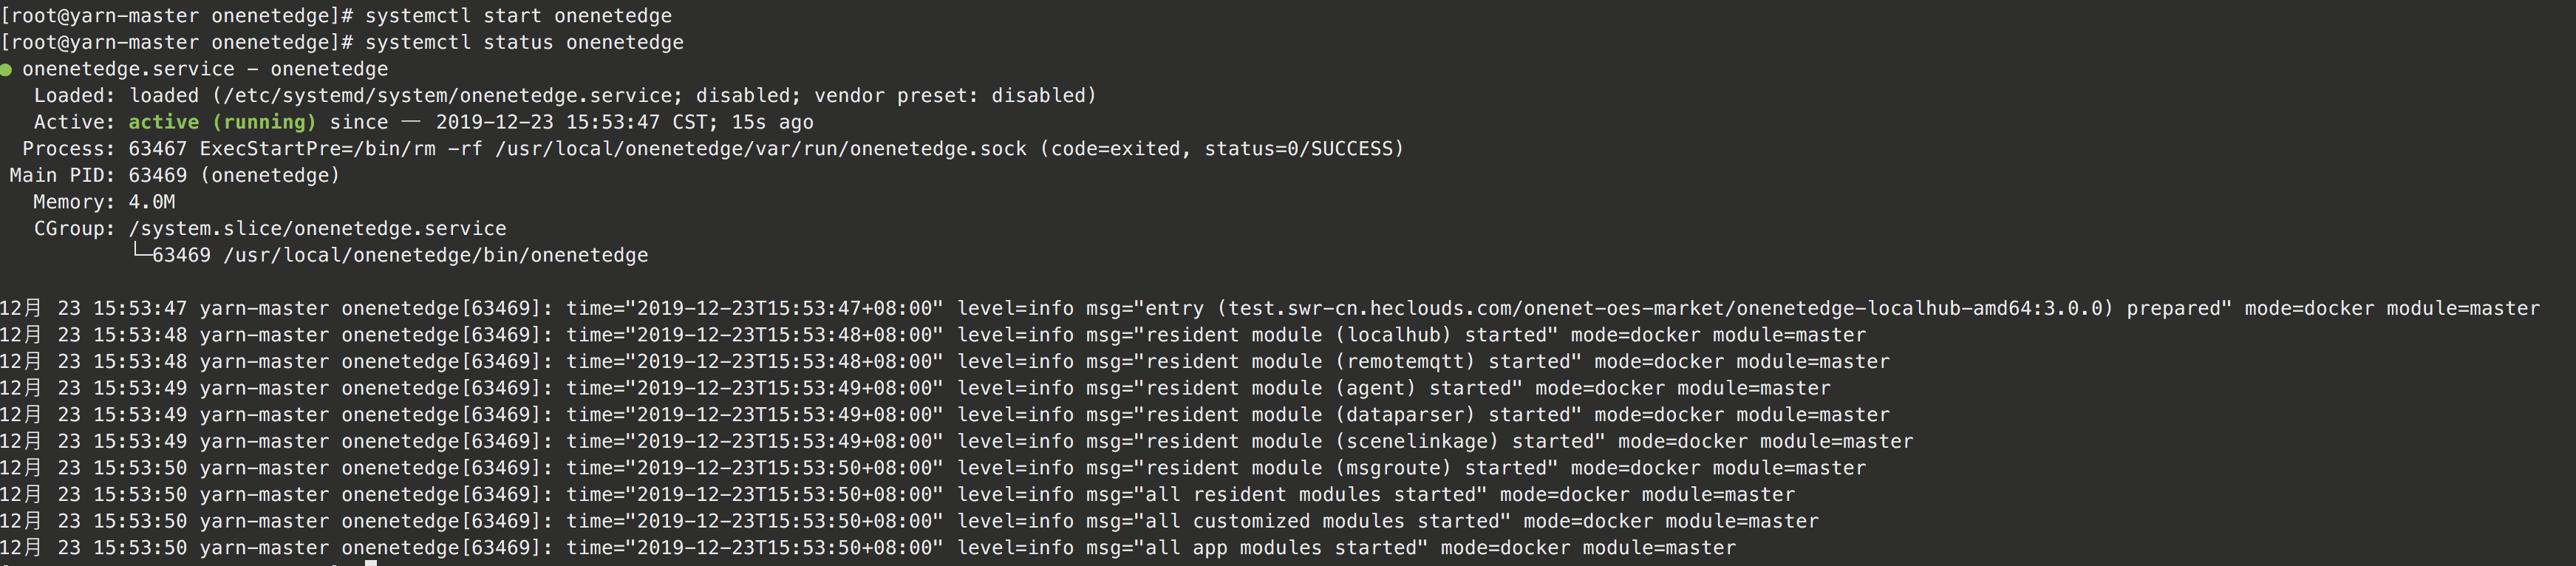 [root@yarn-master onenetedge]# systemctl start onenetedge
[root@yarn-master onenetedge]# systemctl status onenetedge
● onenetedge.service - onenetedge
   Loaded: loaded (/etc/systemd/system/onenetedge.service; disabled; vendor preset: disabled)
   Active: active (running) since 一 2019-12-23 15:53:47 CST; 15s ago
  Process: 63467 ExecStartPre=/bin/rm -rf /usr/local/onenetedge/var/run/onenetedge.sock (code=exited, status=0/SUCCESS)
 Main PID: 63469 (onenetedge)
   Memory: 4.0M
   CGroup: /system.slice/onenetedge.service
           └─63469 /usr/local/onenetedge/bin/onenetedge
12月 23 15:53:47 yarn-master onenetedge[63469]: time="2019-12-23T15:53:47+08:00" level=info msg="entry (test.swr-cn.heclouds.com/onenet-oes-market/onenetedge-localhub-amd64:3.0.0) prepared" mode=docker module=master
12月 23 15:53:48 yarn-master onenetedge[63469]: time="2019-12-23T15:53:48+08:00" level=info msg="resident module (localhub) started" mode=docker module=master
12月 23 15:53:48 yarn-master onenetedge[63469]: time="2019-12-23T15:53:48+08:00" level=info msg="resident module (remotemqtt) started" mode=docker module=master
12月 23 15:53:49 yarn-master onenetedge[63469]: time="2019-12-23T15:53:49+08:00" level=info msg="resident module (agent) started" mode=docker module=master
12月 23 15:53:49 yarn-master onenetedge[63469]: time="2019-12-23T15:53:49+08:00" level=info msg="resident module (dataparser) started" mode=docker module=master
12月 23 15:53:49 yarn-master onenetedge[63469]: time="2019-12-23T15:53:49+08:00" level=info msg="resident module (scenelinkage) started" mode=docker module=master
12月 23 15:53:50 yarn-master onenetedge[63469]: time="2019-12-23T15:53:50+08:00" level=info msg="resident module (msgroute) started" mode=docker module=master
12月 23 15:53:50 yarn-master onenetedge[63469]: time="2019-12-23T15:53:50+08:00" level=info msg="all resident modules started" mode=docker module=master
12月 23 15:53:50 yarn-master onenetedge[63469]: time="2019-12-23T15:53:50+08:00" level=info msg="all customized modules started" mode=docker module=master
12月 23 15:53:50 yarn-master onenetedge[63469]: time="2019-12-23T15:53:50+08:00" level=info msg="all app modules started" mode=docker module=master